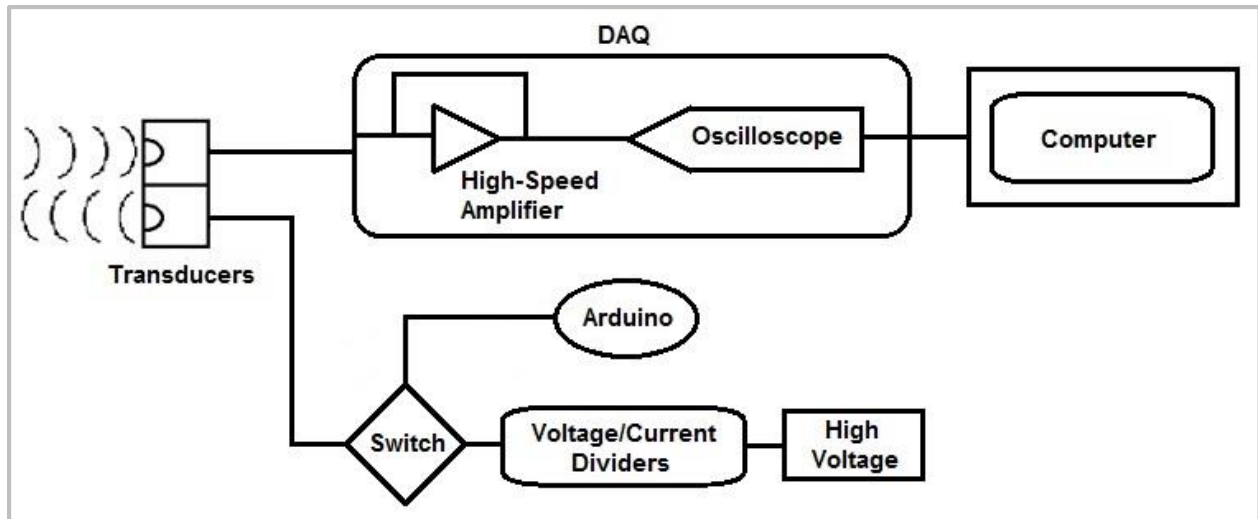 DAQ
Oscilloscope
Computer
High-Speed
Amplifier
Transducers
Arduino
Switch
Voltage/Current
Dividers
High
Voltage